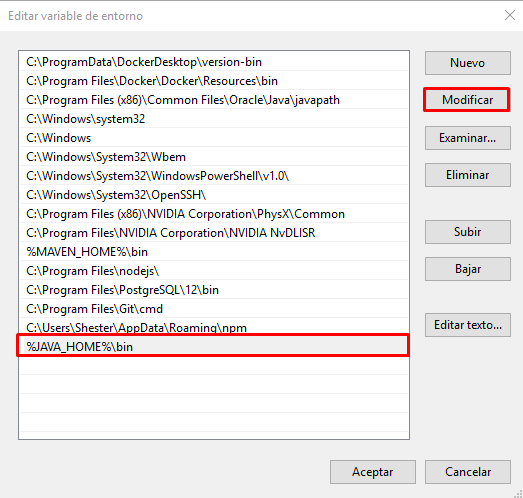 Editar variable de entorno
C:\ProgramData\DockerDesktop\version-bin
C:\Program Files\Docker\Docker\Resources\bin
C:\Program Files (x86)\Common Files\Oracle\Java\javapath
C:\Windows\system32
C:\Windows
C:\Windows\System32\Wbem
C:\Windows\System32\WindowsPowerShell\v1.0\
C:\Windows\System32\OpenSSH\
C:\Program Files (x86)\NVIDIA Corporation\PhysX\Common
C:\Program Files\NVIDIA Corporation\NVIDIA NvDLISR
%MAVEN_HOME%\bin
C:\Program Files\nodejs\
C:\Program Files\PostgreSQL\12\bin
C:\Program Files\Git\cmd
C:\Users\Shester\AppData\Roaming\npm
%JAVA_HOME%\bin
Nuevo
Modificar
Examinar...
Eliminar
Subir
Bajar
Editar texto...
Aceptar
Cancelar